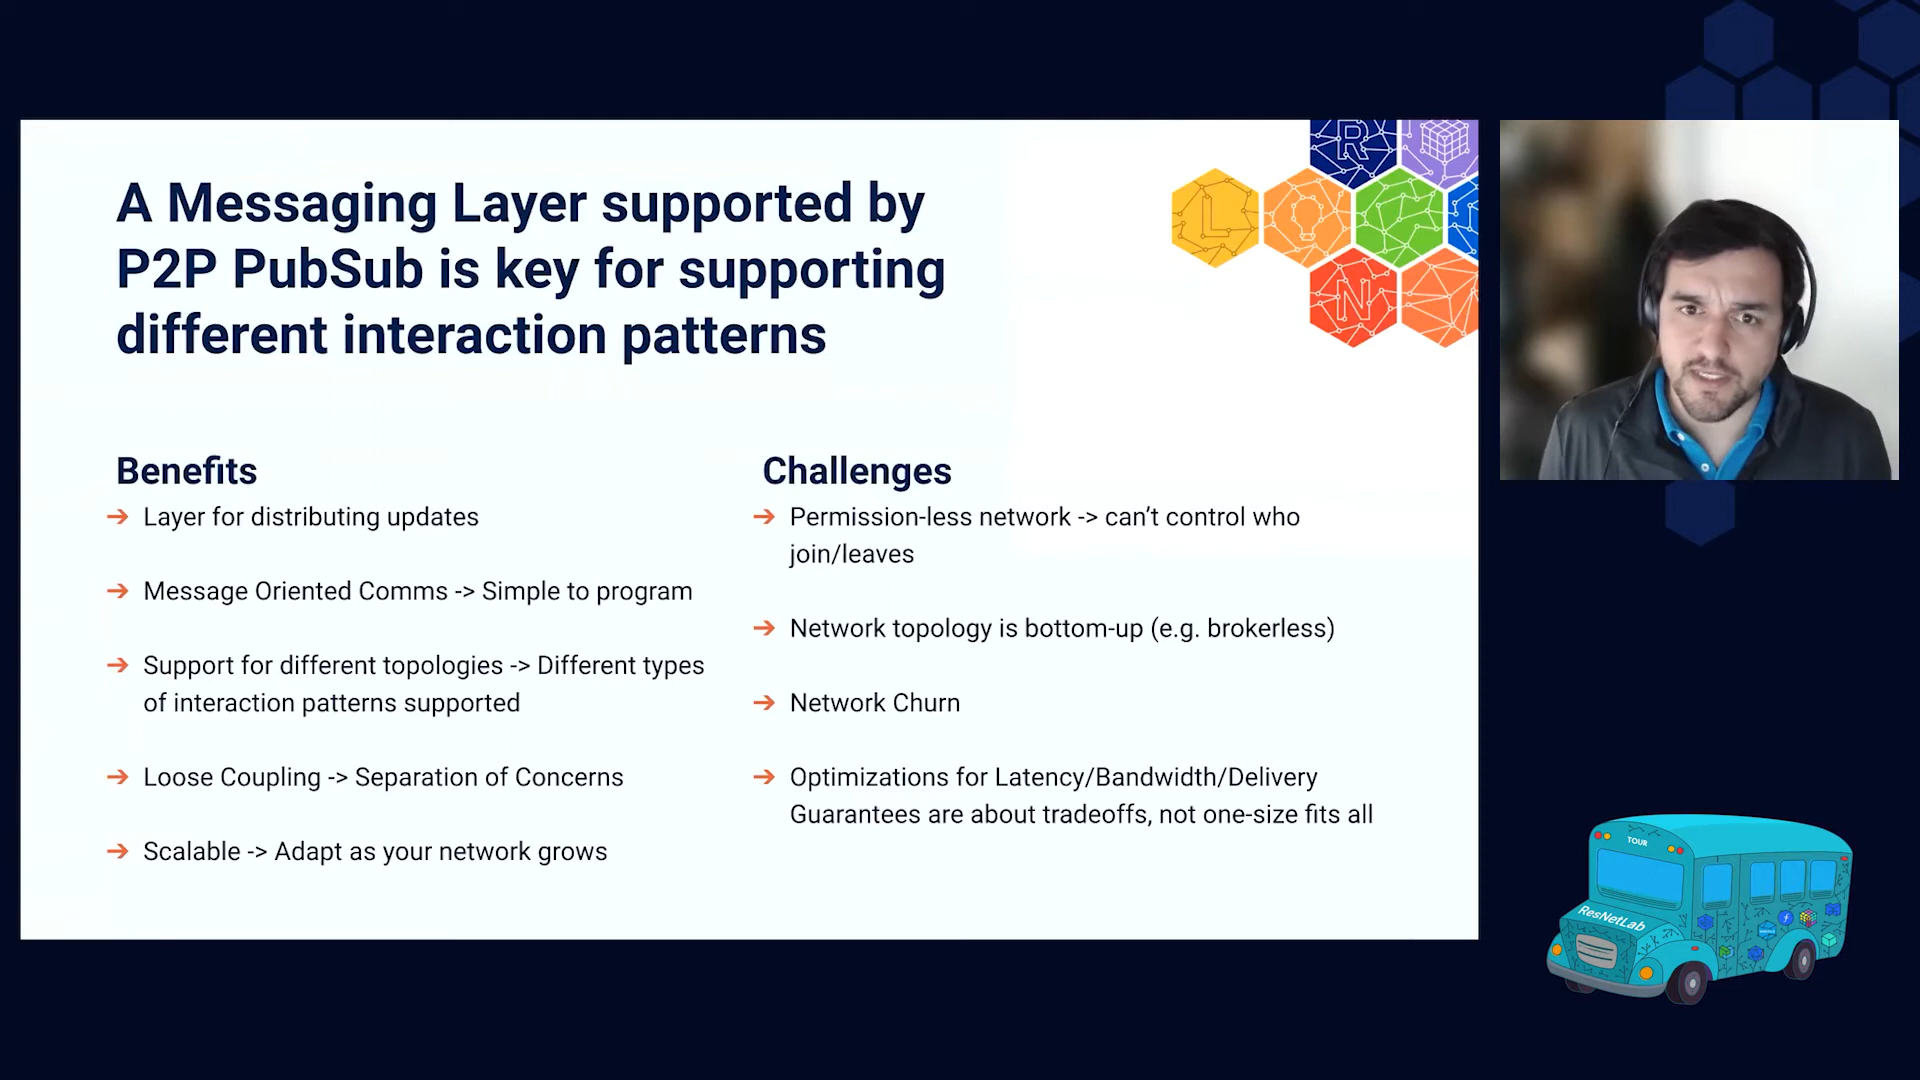 A Messaging Layer supported by
P2P PubSub is key for supporting
different interaction patterns
Benefits
➔ Layer for distributing updates
➔ Message Oriented Comms -> Simple to program
➔ Support for different topologies -> Different types
of interaction patterns supported
➔ Loose Coupling -> Separation of Concerns
➔ Scalable -> Adapt as your network grows
Challenges
➔ Permission-less network -> can’t control who
join/leaves
➔ Network topology is bottom-up (e.g. brokerless)
➔ Network Churn
➔ Optimizations for Latency/Bandwidth/Delivery
Guarantees are about tradeoffs, not one-size fits all
R
L
N
TOUR
ResNetLab